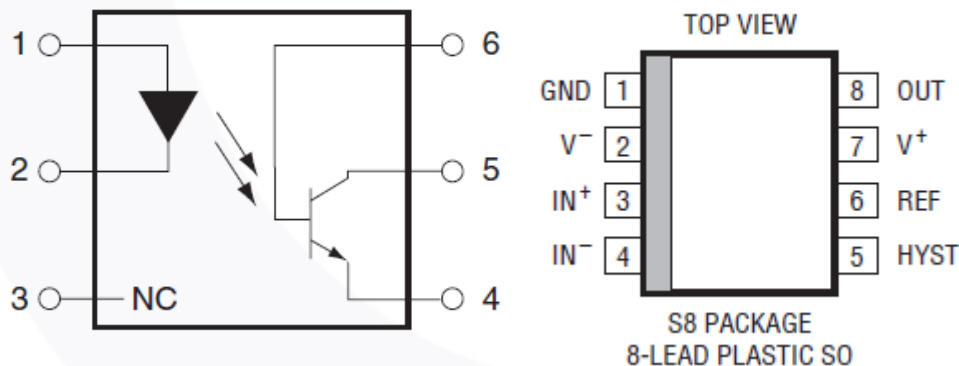 1
2
3
NC
6
5
4
TOP VIEW
GND 1
V⁻ 2
IN⁺ 3
IN⁻ 4
8 OUT
7 V⁺
6 REF
5 HYST
S8 PACKAGE
8-LEAD PLASTIC SO